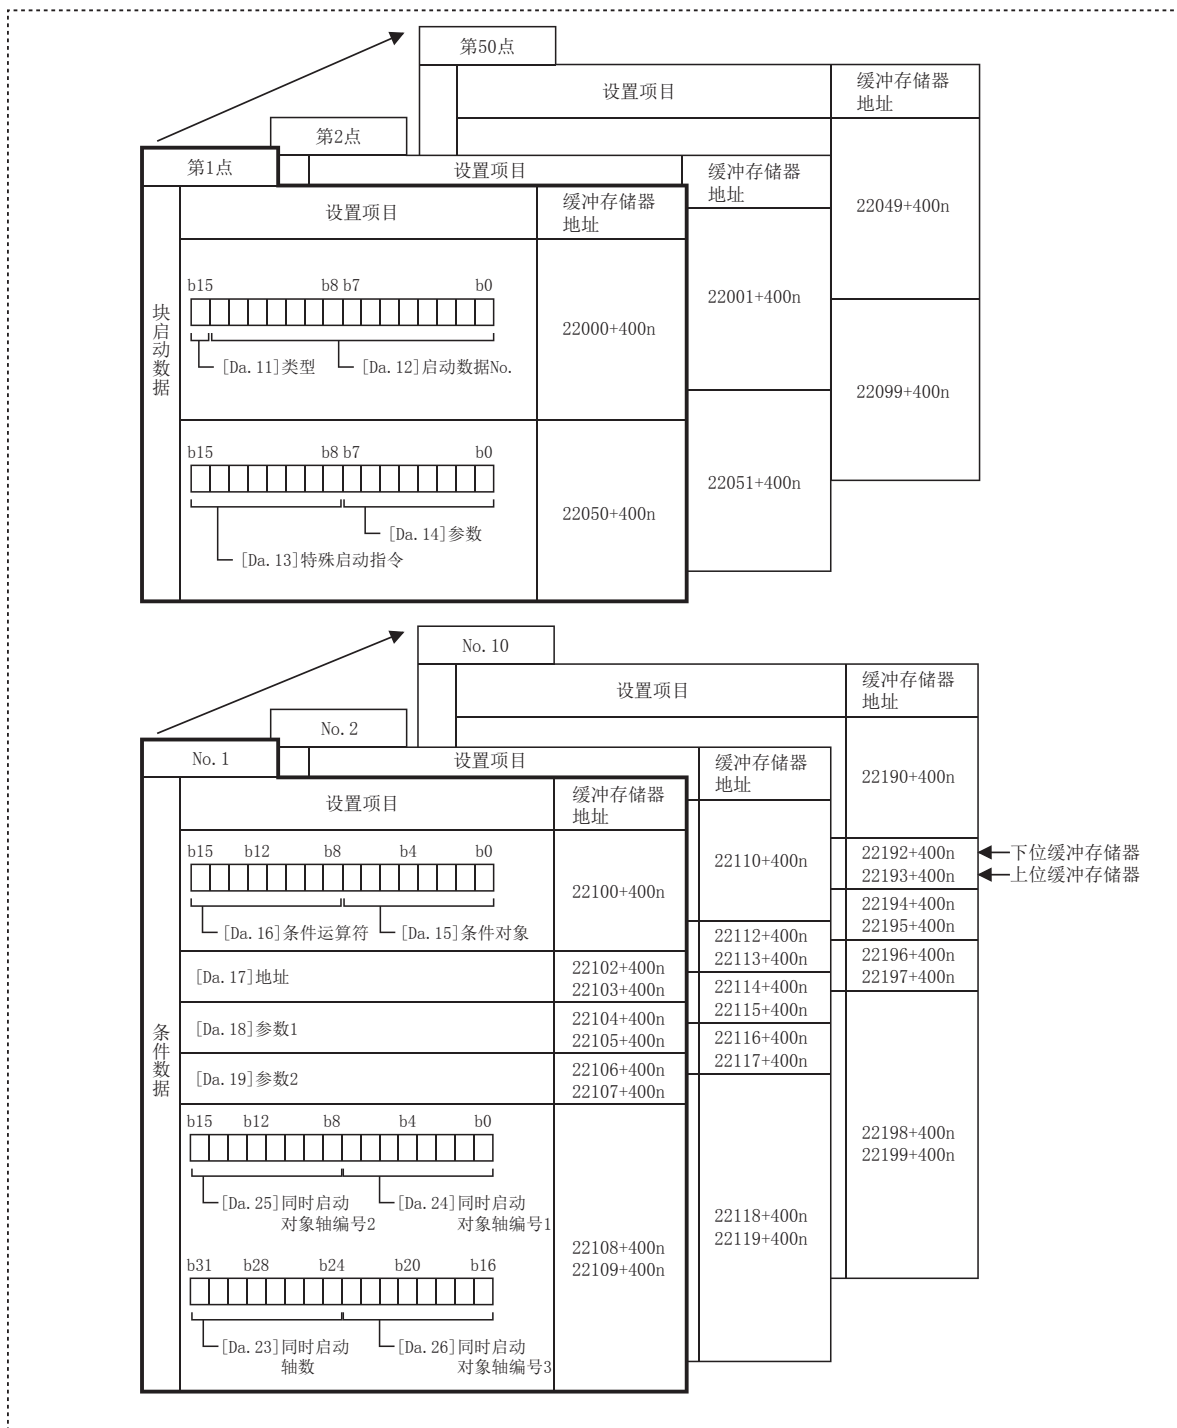 第50点
设置项目
缓冲存储器
地址
22049+400n
22099+400n
第2点
设置项目
缓冲存储器
地址
22001+400n
22051+400n
第1点
设置项目
缓冲存储器
地址
块启动数据
b15 b8 b7 b0
[Da.11]类型 [Da.12]启动数据No.
22000+400n
b15 b8 b7 b0
[Da.14]参数
[Da.13]特殊启动指令
22050+400n
No.10
设置项目
缓冲存储器
地址
22190+400n
22192+400n
下位缓冲存储器
22193+400n
上位缓冲存储器
22194+400n
22195+400n
22196+400n
22197+400n
22198+400n
22199+400n
No.2
设置项目
缓冲存储器
地址
22110+400n
22112+400n
22113+400n
22114+400n
22115+400n
22116+400n
22117+400n
22118+400n
22119+400n
No.1
设置项目
缓冲存储器
地址
条件数据
b15 b12 b8 b4 b0
[Da.16]条件运算符 [Da.15]条件对象
22100+400n
[Da.17]地址
22102+400n
22103+400n
[Da.18]参数1
22104+400n
22105+400n
[Da.19]参数2
22106+400n
22107+400n
b15 b12 b8 b4 b0
[Da.25]同时启动
对象轴编号2
[Da.24]同时启动
对象轴编号1
22108+400n
22109+400n
b31 b28 b24 b20 b16
[Da.23]同时启动
轴数
[Da.26]同时启动
对象轴编号3